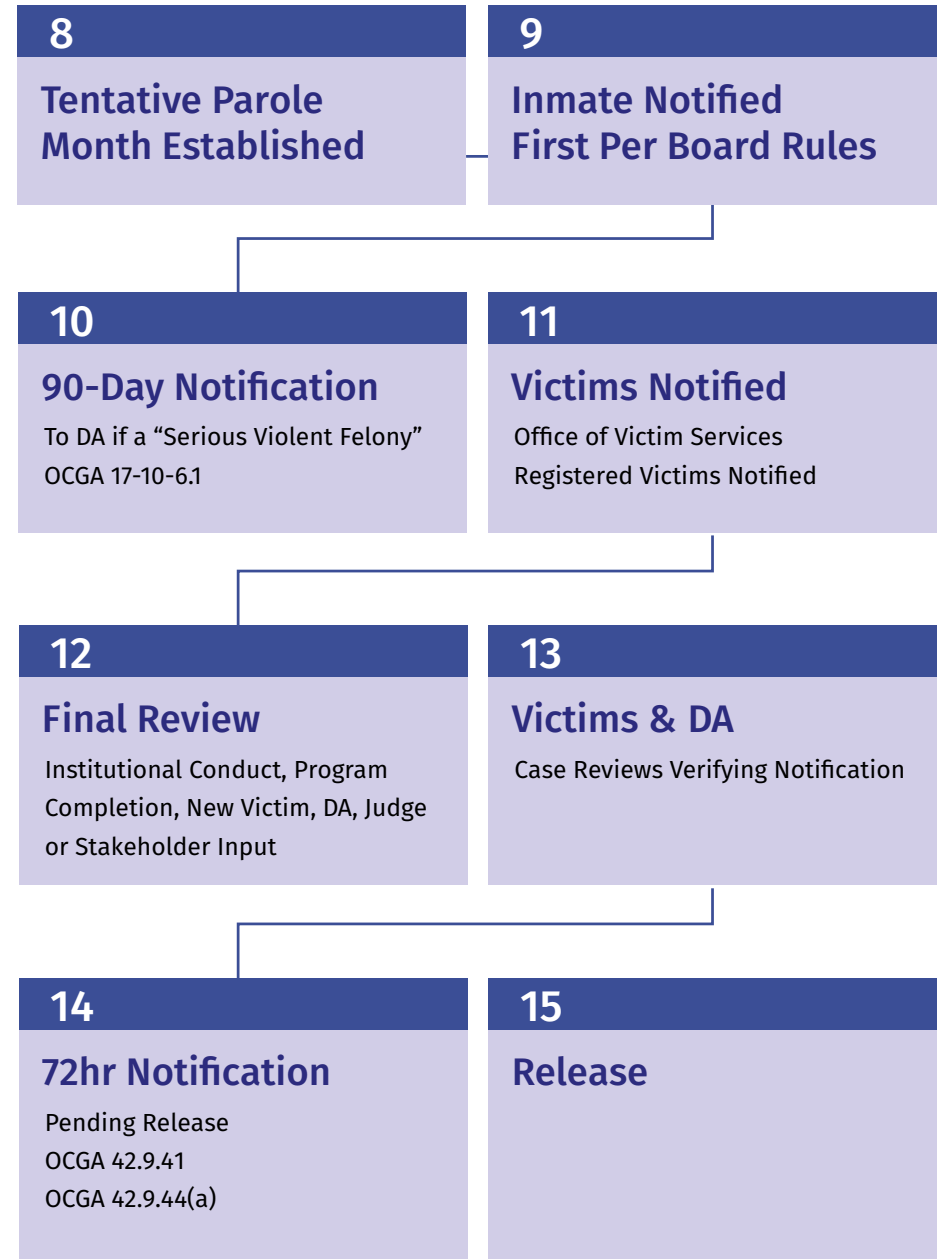 8
Tentative Parole
Month Established
9
Inmate Notified
First Per Board Rules
10
90-Day Notification
To DA if a “Serious Violent Felony”
OCGA 17-10-6.1
11
Victims Notified
Office of Victim Services
Registered Victims Notified
12
Final Review
Institutional Conduct, Program
Completion, New Victim, DA, Judge
or Stakeholder Input
13
Victims & DA
Case Reviews Verifying Notification
14
72hr Notification
Pending Release
OCGA 42.9.41
OCGA 42.9.44(a)
15
Release